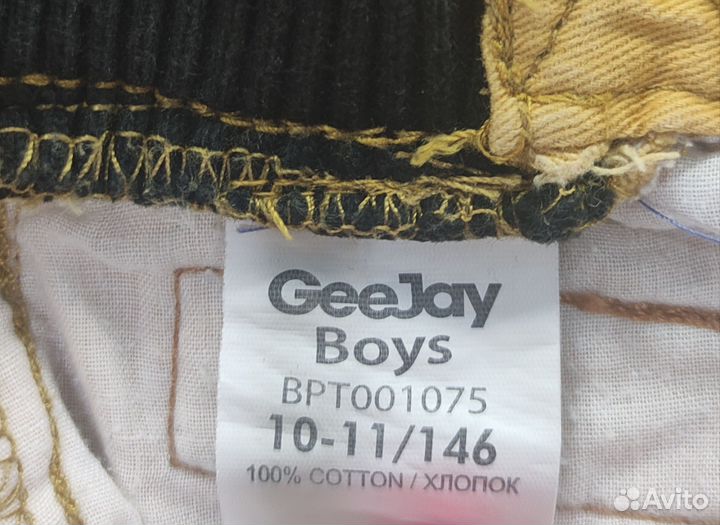 GeeJay
Boys
BPT001075
10-11/146
100% COTTON / ХЛОПОК
Avito